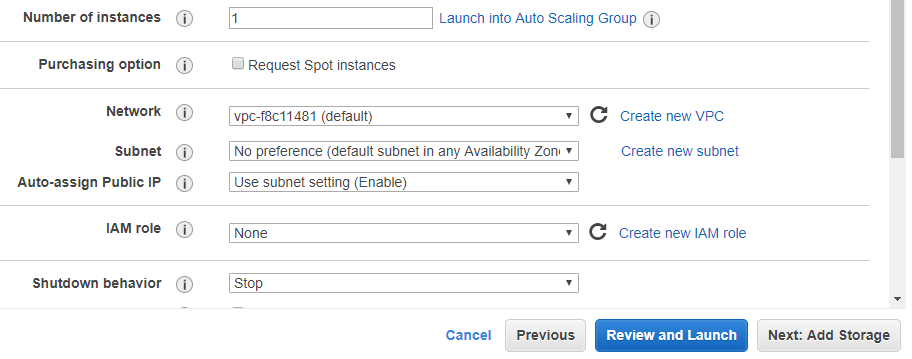 Number of instances 1 Launch into Auto Scaling Group
Purchasing option Request Spot instances
Network vpc-f8c11481 (default) Create new VPC
Subnet No preference (default subnet in any Availability Zon Create new subnet
Auto-assign Public IP Use subnet setting (Enable)
IAM role None Create new IAM role
Shutdown behavior Stop
Cancel Previous Review and Launch Next: Add Storage